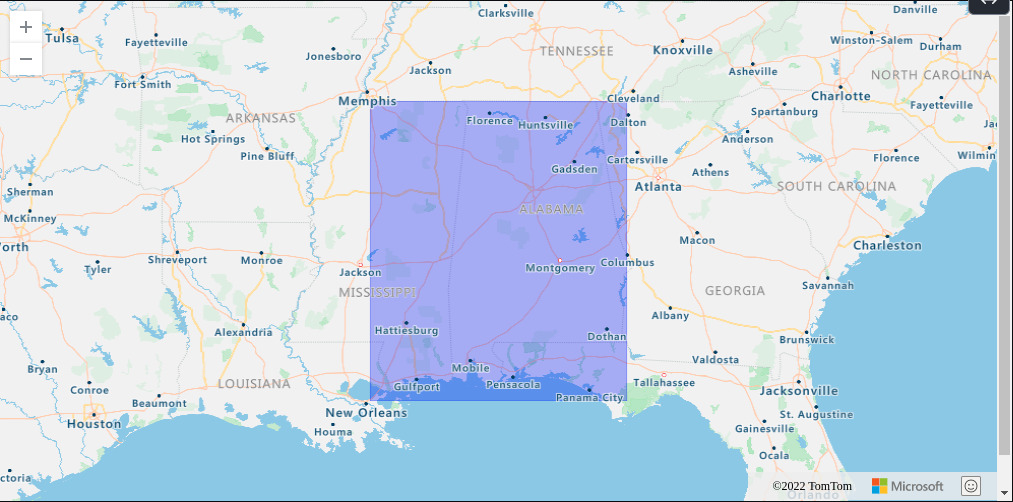 Clarksville
Danville
+
Tulsa
Fayetteville
TENNESSEE
Knoxville
Winston-Salem
Durham
Jonesboro
Jackson
Asheville
NORTH CAROLINA
−
Fort Smith
Memphis
Cleveland
Charlotte
Fayetteville
ARKANSAS
Florence
Huntsville
Dalton
Spartanburg
Hot Springs
Anderson
Pine Bluff
Gadsden
Cartersville
Florence
Wilmin
Sherman
Athens
Atlanta
SOUTH CAROLINA
McKinney
ALABAMA
orth
Macon
Charleston
Shreveport
Monroe
Tyler
Jackson
Montgomery
Columbus
MISSISSIPPI
GEORGIA
Savannah
aco
Alexandria
Hattiesburg
Dothan
Albany
Brunswick
Bryan
Mobile
Valdosta
LOUISIANA
Gulfport
Pensacola
Tallahassee
Conroe
Beaumont
Panama City
Jacksonville
Houston
New Orleans
St. Augustine
Houma
Gainesville
Ocala
ctoria
©2022 TomTom
Microsoft
Orlando